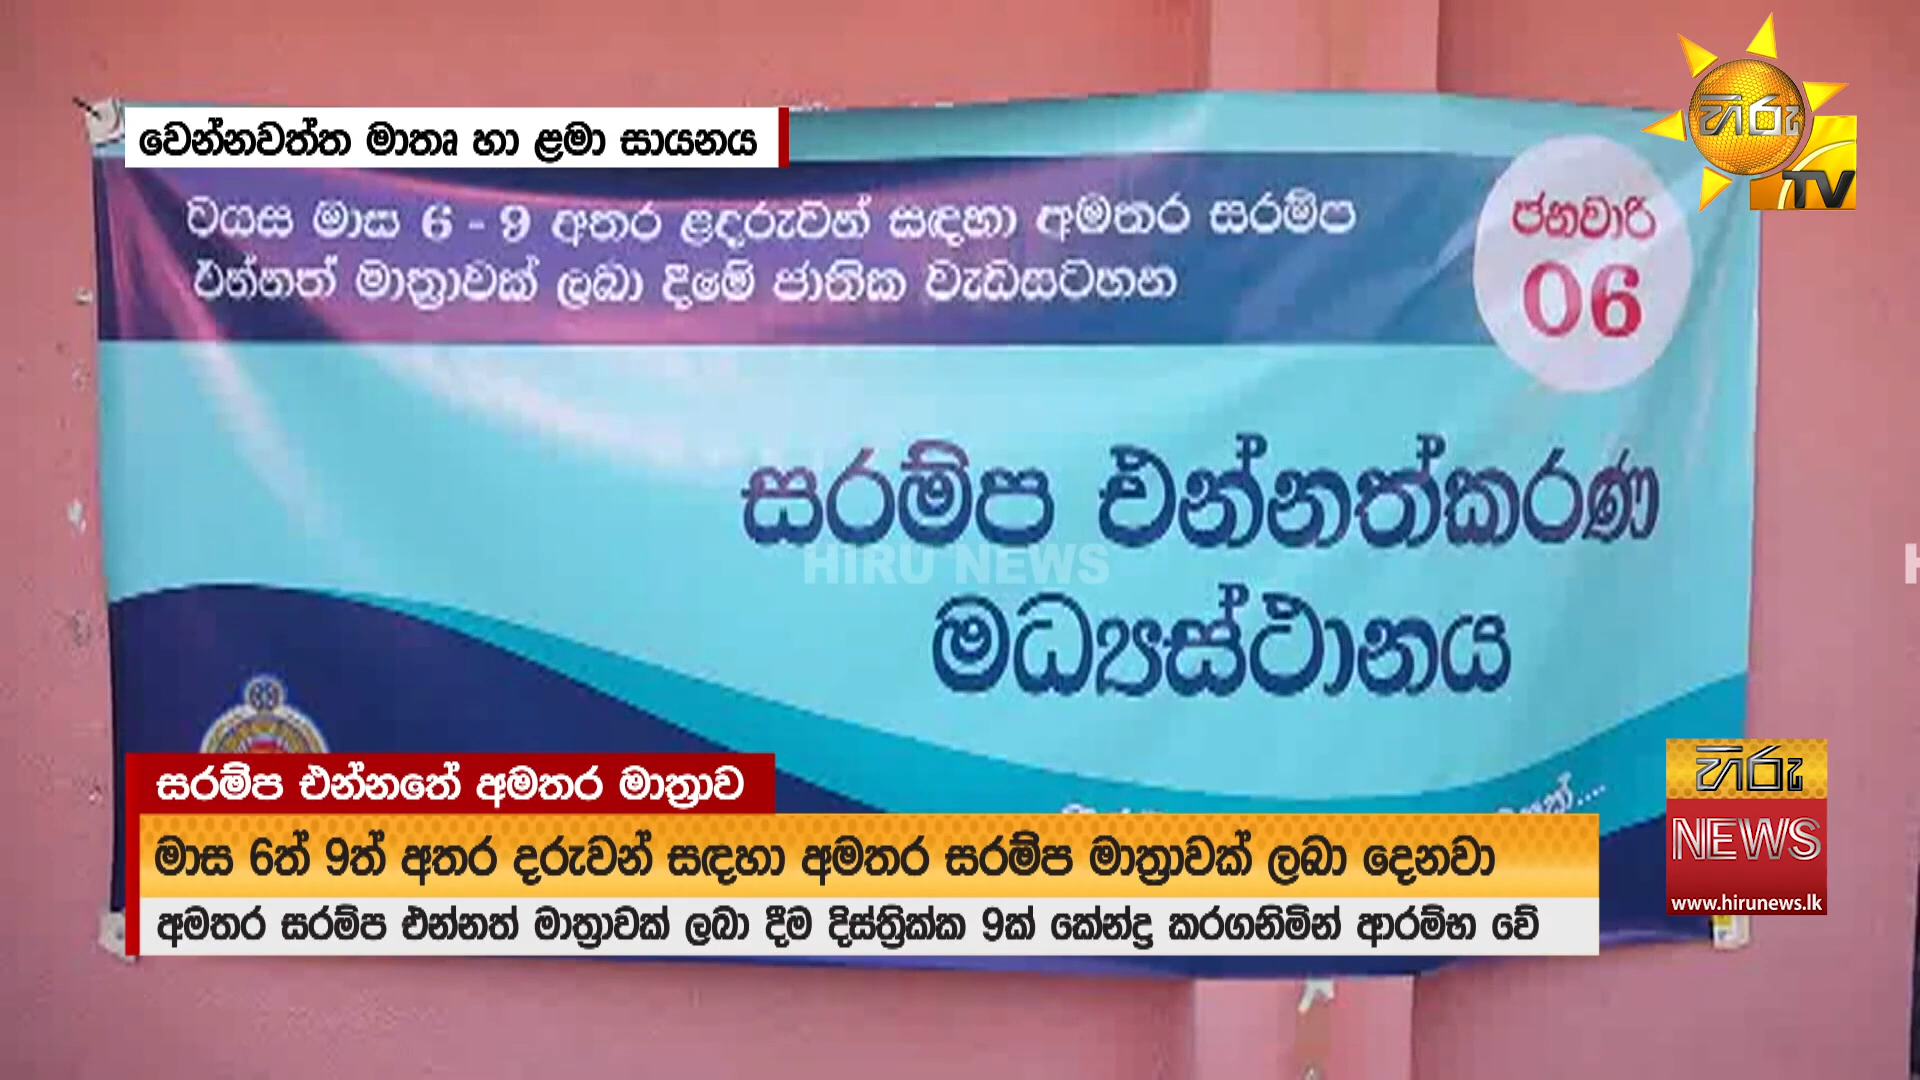 වෙන්නවත්ත මාතෘ හා ළමා සායනය
හිරු
TV
වයස මාස 6 - 9 අතර ළදරුවන් සඳහා අමතර සරම්ප
එන්නත් මාත්‍රාවක් ලබා දීමේ ජාතික වැඩසටහන
ජනවාරි
06
සරම්ප එන්නත්කරණ
HIRU NEWS
මධ්‍යස්ථානය
සරම්ප එන්නතේ අමතර මාත්‍රාව
මාස 6ත් 9ත් අතර දරුවන් සඳහා අමතර සරම්ප මාත්‍රාවක් ලබා දෙනවා
අමතර සරම්ප එන්නත් මාත්‍රාවක් ලබා දීම දිස්ත්‍රික්ක 9ක් කේන්ද්‍ර කරගනිමින් ආරම්භ වේ
හිරු
NEWS
www.hirunews.lk